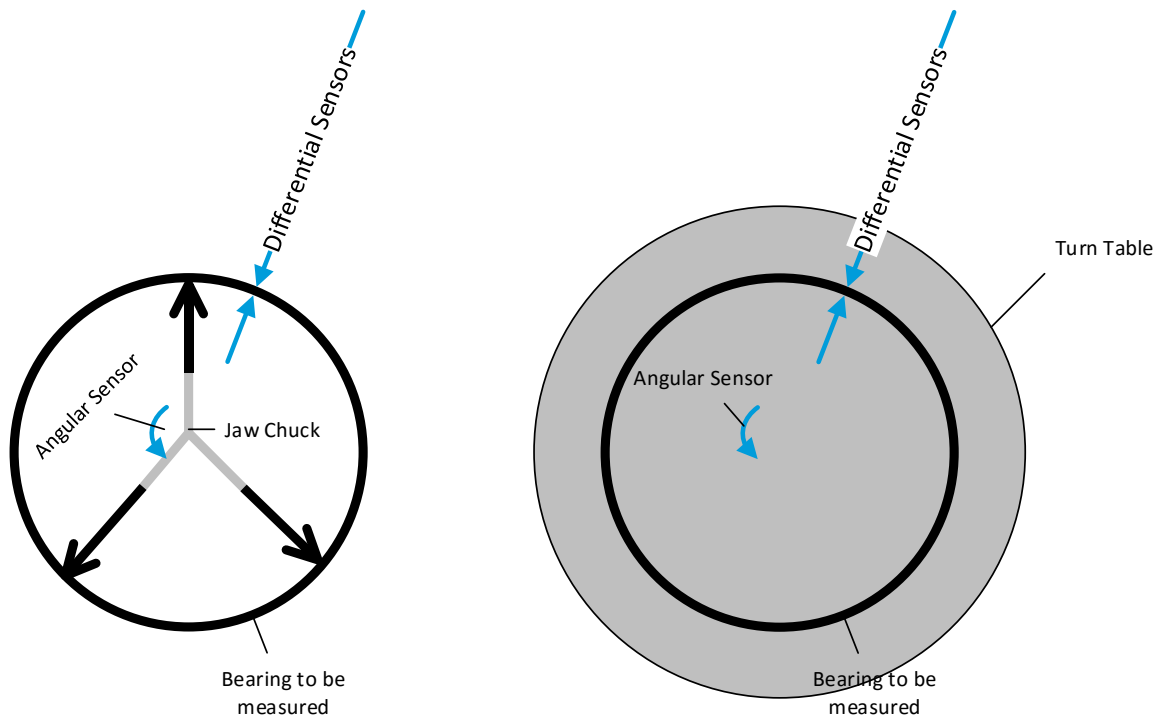 Differential Sensors
Angular Sensor
Jaw Chuck
Bearing to be
measured
Differential Sensors
Turn Table
Angular Sensor
Bearing to be
measured